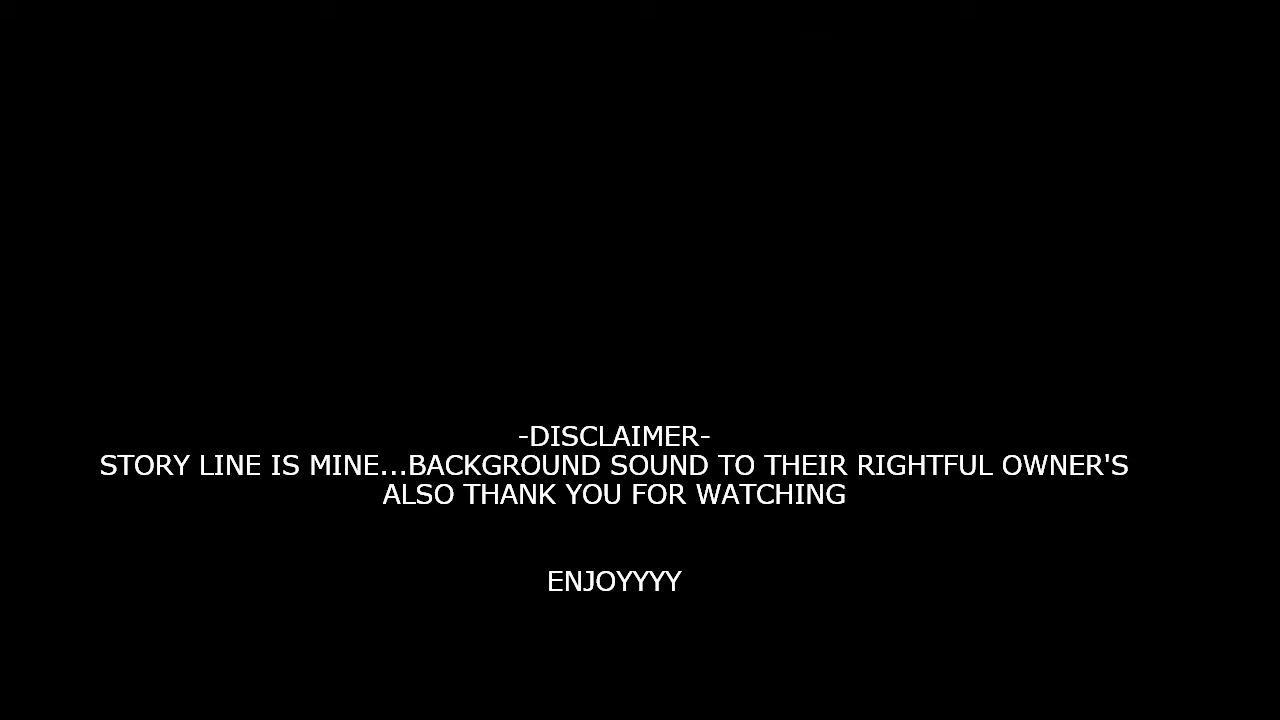 -DISCLAIMER-
STORY LINE IS MINE...BACKGROUND SOUND TO THEIR RIGHTFUL OWNER'S
ALSO THANK YOU FOR WATCHING
ENJOYYYY